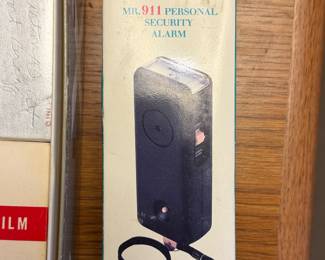 MR. 911 PERSONAL
SECURITY
ALARM
ILM